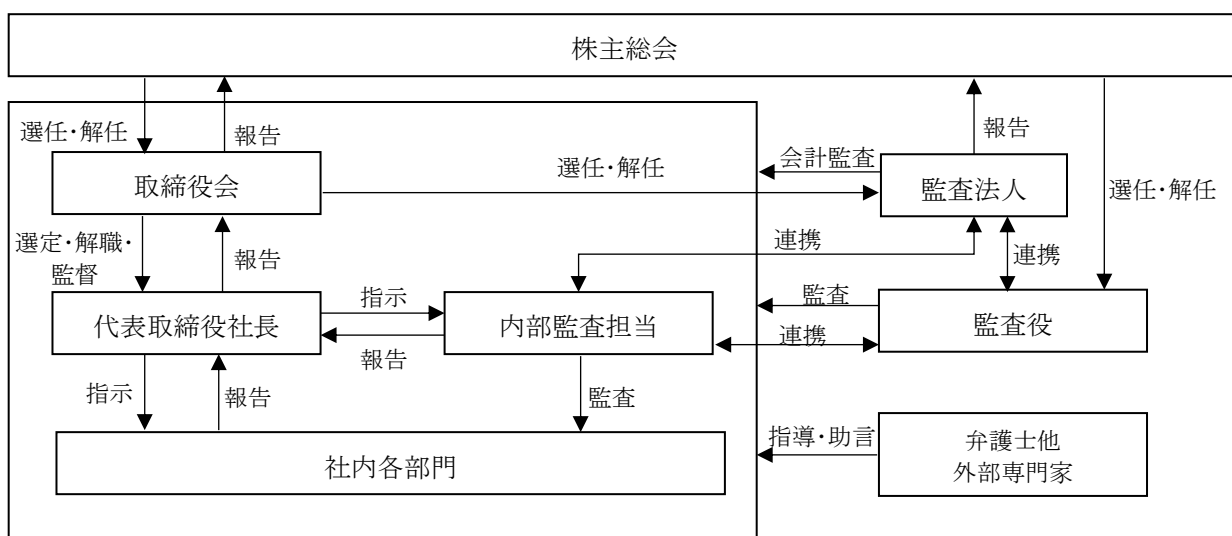 株主総会
選任・解任
報告
報告
取締役会
選任・解任
会計監査
監査法人
選任・解任
選定・解職・
監督
報告
連携
連携
代表取締役社長
指示
報告
内部監査担当
監査
連携
監査役
指示
報告
監査
社内各部門
指導・助言
弁護士他
外部専門家